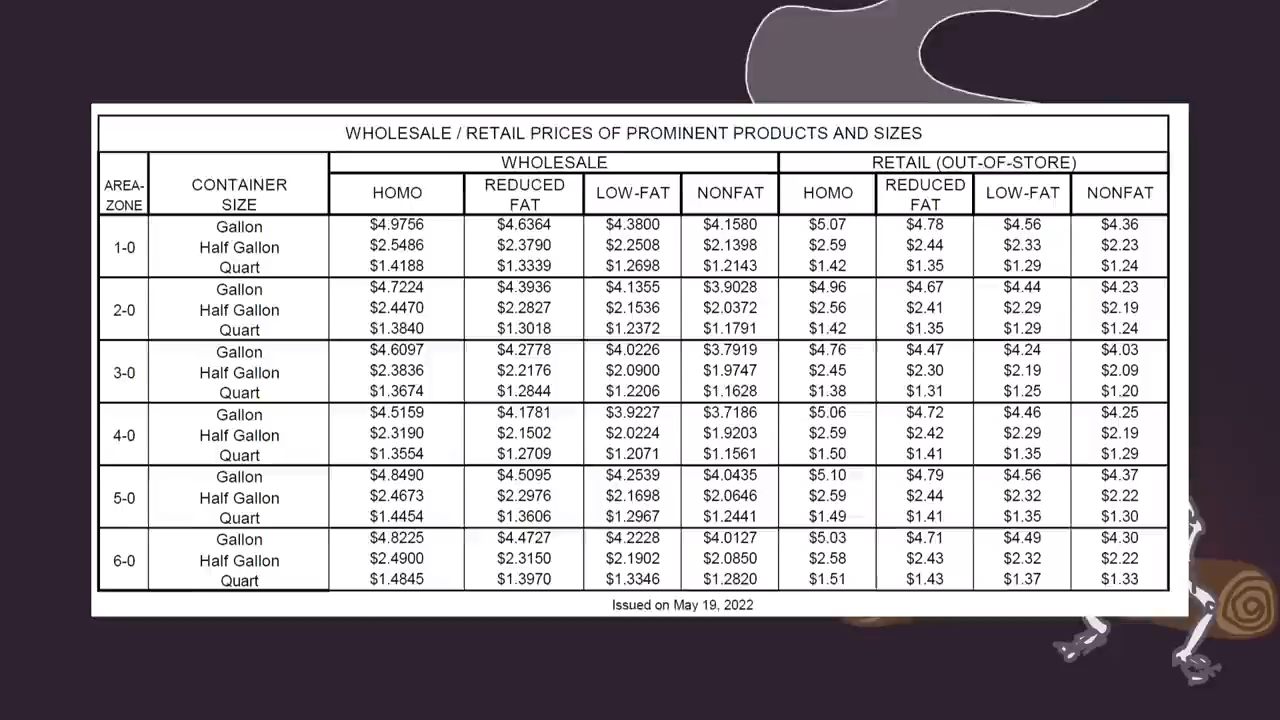 WHOLESALE / RETAIL PRICES OF PROMINENT PRODUCTS AND SIZES
AREA-ZONE CONTAINER SIZE WHOLESALE RETAIL (OUT-OF-STORE)
HOMO REDUCED FAT LOW-FAT NONFAT HOMO REDUCED FAT LOW-FAT NONFAT
1-0 Gallon $4.9756 $4.6364 $4.3800 $4.1580 $5.07 $4.78 $4.56 $4.36
Half Gallon $2.5486 $2.3790 $2.2508 $2.1398 $2.59 $2.44 $2.33 $2.23
Quart $1.4188 $1.3339 $1.2698 $1.2143 $1.42 $1.35 $1.29 $1.24
2-0 Gallon $4.7224 $4.3936 $4.1355 $3.9028 $4.96 $4.67 $4.44 $4.23
Half Gallon $2.4470 $2.2827 $2.1536 $2.0372 $2.56 $2.41 $2.29 $2.19
Quart $1.3840 $1.3018 $1.2372 $1.1791 $1.42 $1.35 $1.29 $1.24
3-0 Gallon $4.6097 $4.2778 $4.0226 $3.7919 $4.76 $4.47 $4.24 $4.03
Half Gallon $2.3836 $2.2176 $2.0900 $1.9747 $2.45 $2.30 $2.19 $2.09
Quart $1.3674 $1.2844 $1.2206 $1.1628 $1.38 $1.31 $1.25 $1.20
4-0 Gallon $4.5159 $4.1781 $3.9227 $3.7186 $5.06 $4.72 $4.46 $4.25
Half Gallon $2.3190 $2.1502 $2.0224 $1.9203 $2.59 $2.42 $2.29 $2.19
Quart $1.3554 $1.2709 $1.2071 $1.1561 $1.50 $1.41 $1.35 $1.29
5-0 Gallon $4.8490 $4.5095 $4.2539 $4.0435 $5.10 $4.79 $4.56 $4.37
Half Gallon $2.4673 $2.2976 $2.1698 $2.0646 $2.59 $2.44 $2.32 $2.22
Quart $1.4454 $1.3606 $1.2967 $1.2441 $1.49 $1.41 $1.35 $1.30
6-0 Gallon $4.8225 $4.4727 $4.2228 $4.0127 $5.03 $4.71 $4.49 $4.30
Half Gallon $2.4900 $2.3150 $2.1902 $2.0850 $2.58 $2.43 $2.32 $2.22
Quart $1.4845 $1.3970 $1.3346 $1.2820 $1.51 $1.43 $1.37 $1.33
Issued on May 19, 2022